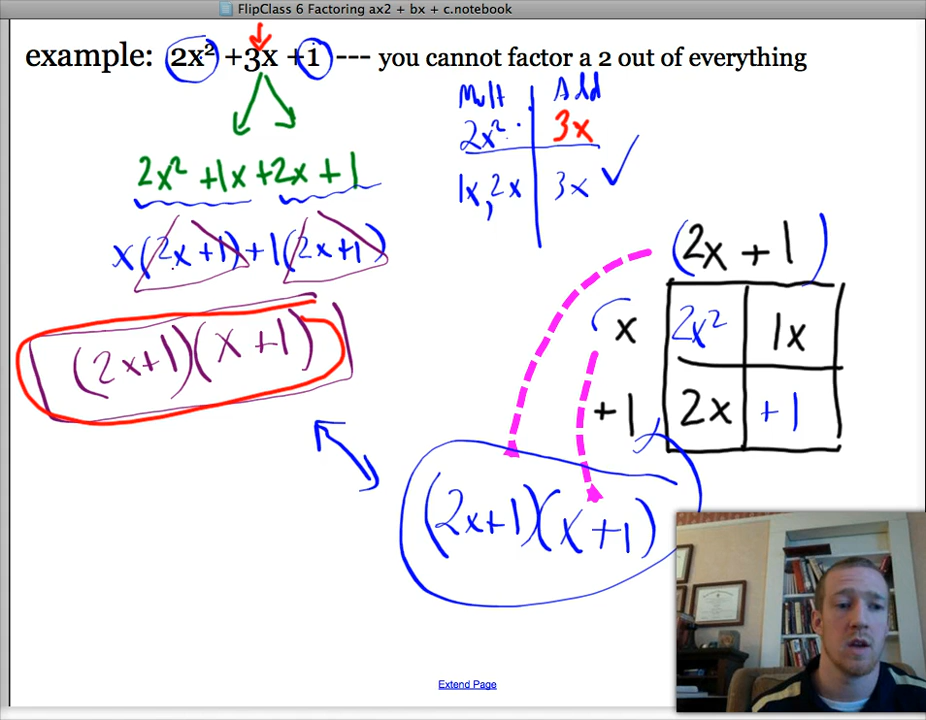 FlipClass 6 Factoring ax2 + bx + c.notebook
example: 2x² +3x +1 --- you cannot factor a 2 out of everything
Mult Add
2x² 3x
1x, 2x 3x ✓
2x² +1x +2x +1
x(2x+1)+1(2x+1)
(2x+1)(x+1)
(2x + 1)
x 2x² 1x
+1 2x +1
(2x+1)(x+1)
Extend Page